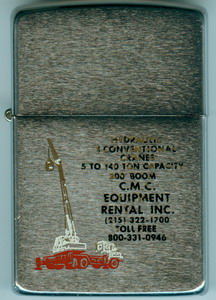 HYDRAULIC
& CONVENTIONAL
CRANES
5 TO 140 TON CAPACITY
200' BOOM
C.M.C.
EQUIPMENT
RENTAL INC.
(215) 322-1700
TOLL FREE
800-331-0946